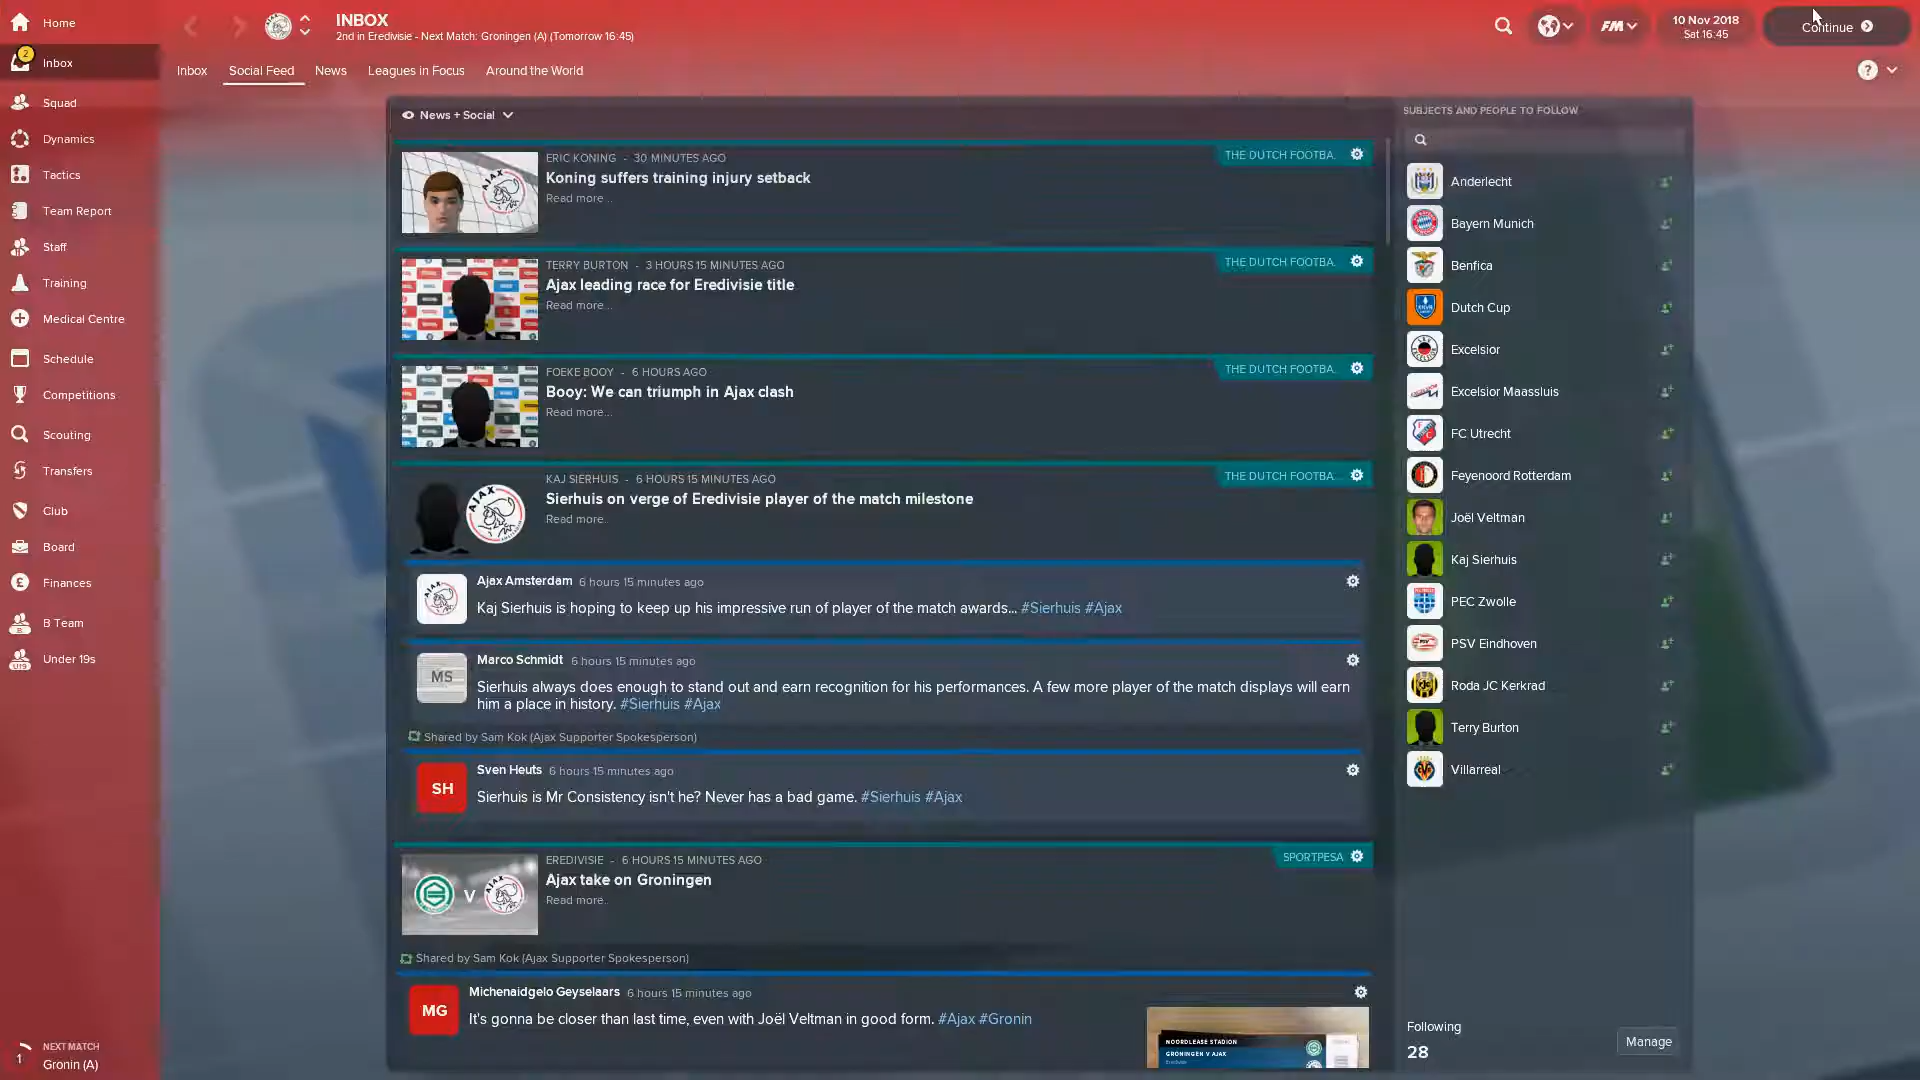 Home
2
Inbox
Squad
Dynamics
Tactics
Team Report
Staff
Training
Medical Centre
Schedule
Competitions
Scouting
Transfers
Club
Board
Finances
B Team
Under 19s
1
NEXT MATCH
Gronin (A)
INBOX
2nd in Eredivisie - Next Match: Groningen (A) (Tomorrow 16:45)
FM
10 Nov 2018
Sat 16:45
Continue
Inbox
Social Feed
News
Leagues in Focus
Around the World
?
News + Social
ERIC KONING - 30 MINUTES AGO
THE DUTCH FOOTBA.
Koning suffers training injury setback
Read more ..
TERRY BURTON - 3 HOURS 15 MINUTES AGO
THE DUTCH FOOTBA.
Ajax leading race for Eredivisie title
Read more...
FOEKE BOOY - 6 HOURS AGO
THE DUTCH FOOTBA.
Booy: We can triumph in Ajax clash
Read more...
KAJ SIERHUIS - 6 HOURS 15 MINUTES AGO
THE DUTCH FOOTBA..
Sierhuis on verge of Eredivisie player of the match milestone
Read more..
AJAX
Ajax Amsterdam 6 hours 15 minutes ago
Kaj Sierhuis is hoping to keep up his impressive run of player of the match awards... #Sierhuis #Ajax
MS
Marco Schmidt 6 hours 15 minutes ago
Sierhuis always does enough to stand out and earn recognition for his performances. A few more player of the match displays will earn
him a place in history. #Sierhuis #Ajax
Shared by Sam Kok (Ajax Supporter Spokesperson)
SH
Sven Heuts 6 hours 15 minutes ago
Sierhuis is Mr Consistency isn't he? Never has a bad game. #Sierhuis #Ajax
EREDIVISIE - 6 HOURS 15 MINUTES AGO
SPORTPESA
V
Ajax take on Groningen
Read more..
Shared by Sam Kok (Ajax Supporter Spokesperson)
MG
Michenaidgelo Geyselaars 6 hours 15 minutes ago
It's gonna be closer than last time, even with Joël Veltman in good form. #Ajax #Gronin
NOORDLEASE STADION
GRONINGEN V AJAX
SUBJECTS AND PEOPLE TO FOLLOW
Anderlecht
Bayern Munich
Benfica
Dutch Cup
Excelsior
Excelsior Maassluis
FC Utrecht
Feyenoord Rotterdam
Joël Veltman
Kaj Sierhuis
PEC Zwolle
PSV Eindhoven
Roda JC Kerkrad
Terry Burton
Villarreal
Following
28
Manage